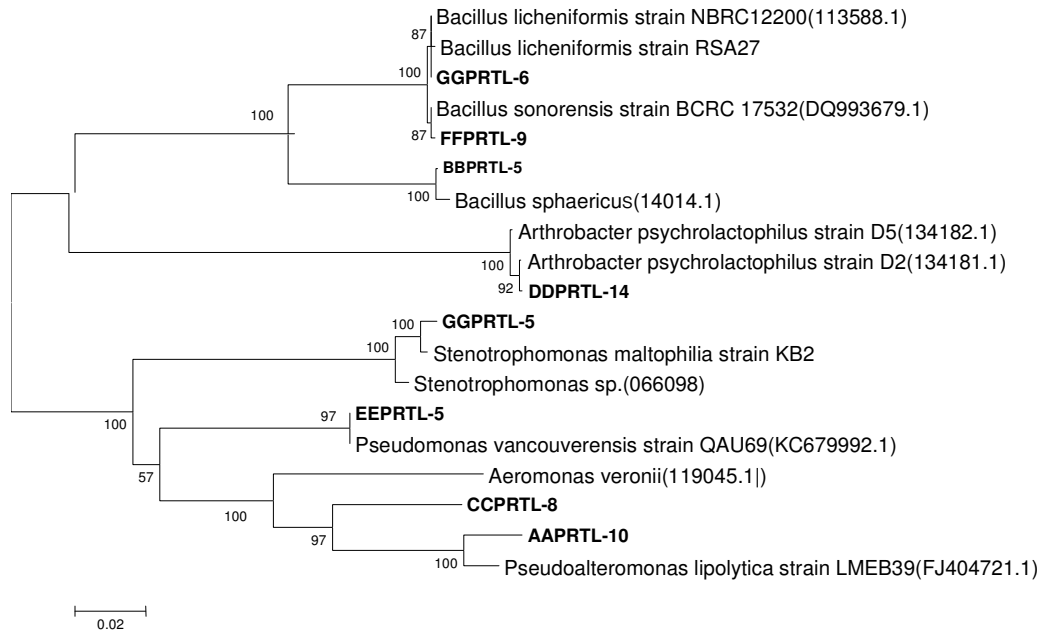 Bacillus licheniformis strain NBRC12200(113588.1)
87
Bacillus licheniformis strain RSA27
100
GGPRTL-6
Bacillus sonorensis strain BCRC 17532(DQ993679.1)
100
87
FFPRTL-9
BBPRTL-5
100
Bacillus sphaericus(14014.1)
Arthrobacter psychrolactophilus strain D5(134182.1)
100
Arthrobacter psychrolactophilus strain D2(134181.1)
92
DDPRTL-14
GGPRTL-5
100
100
Stenotrophomonas maltophilia strain KB2
Stenotrophomonas sp.(066098)
EEPRTL-5
97
100
Pseudomonas vancouverensis strain QAU69(KC679992.1)
57
Aeromonas veronii(119045.1|)
CCPRTL-8
100
AAPRTL-10
97
100
Pseudoalteromonas lipolytica strain LMEB39(FJ404721.1)
0.02